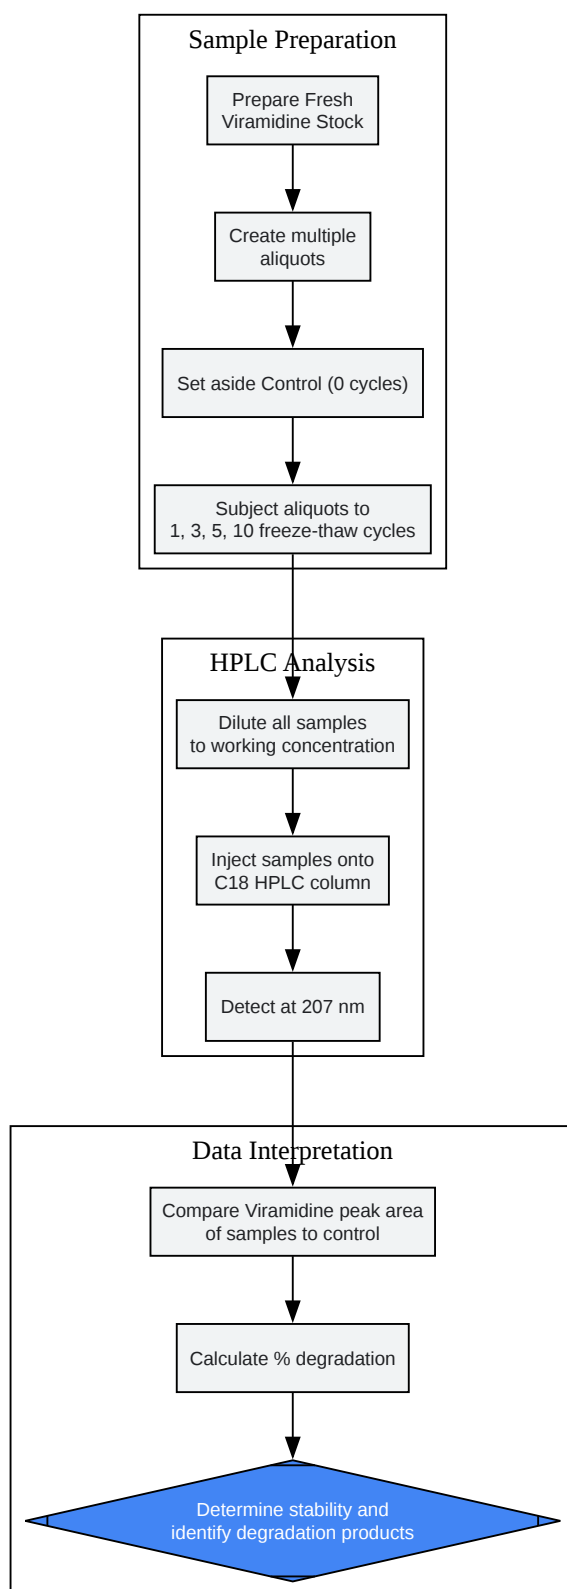 Sample Preparation
Prepare Fresh
Viramidine Stock
Create multiple
aliquots
Set aside Control (0 cycles)
Subject aliquots to
1, 3, 5, 10 freeze-thaw cycles
HPLC Analysis
Dilute all samples
to working concentration
Inject samples onto
C18 HPLC column
Detect at 207 nm
Data Interpretation
Compare Viramidine peak area
of samples to control
Calculate % degradation
Determine stability and
identify degradation products